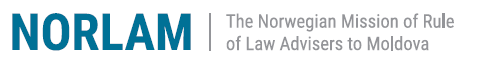 NORLAM
The Norwegian Mission of Rule
of Law Advisers to Moldova